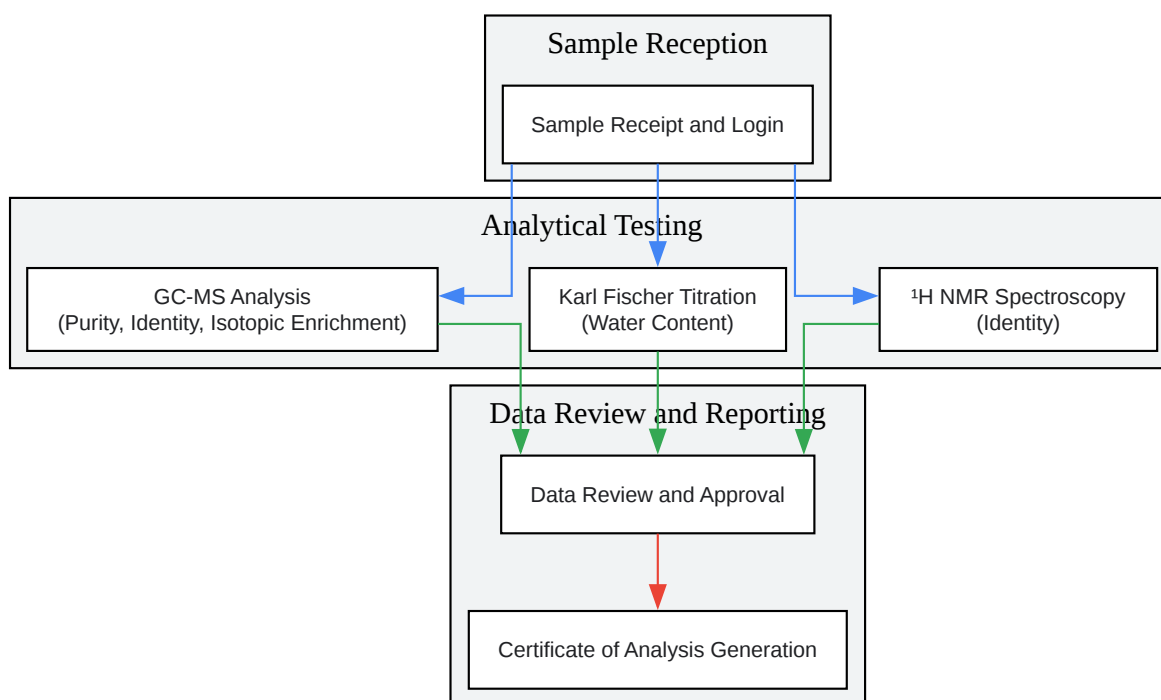 Sample Reception
Sample Receipt and Login
Analytical Testing
GC-MS Analysis
(Purity, Identity, Isotopic Enrichment)
Karl Fischer Titration
(Water Content)
¹H NMR Spectroscopy
(Identity)
Data Review and Reporting
Data Review and Approval
Certificate of Analysis Generation